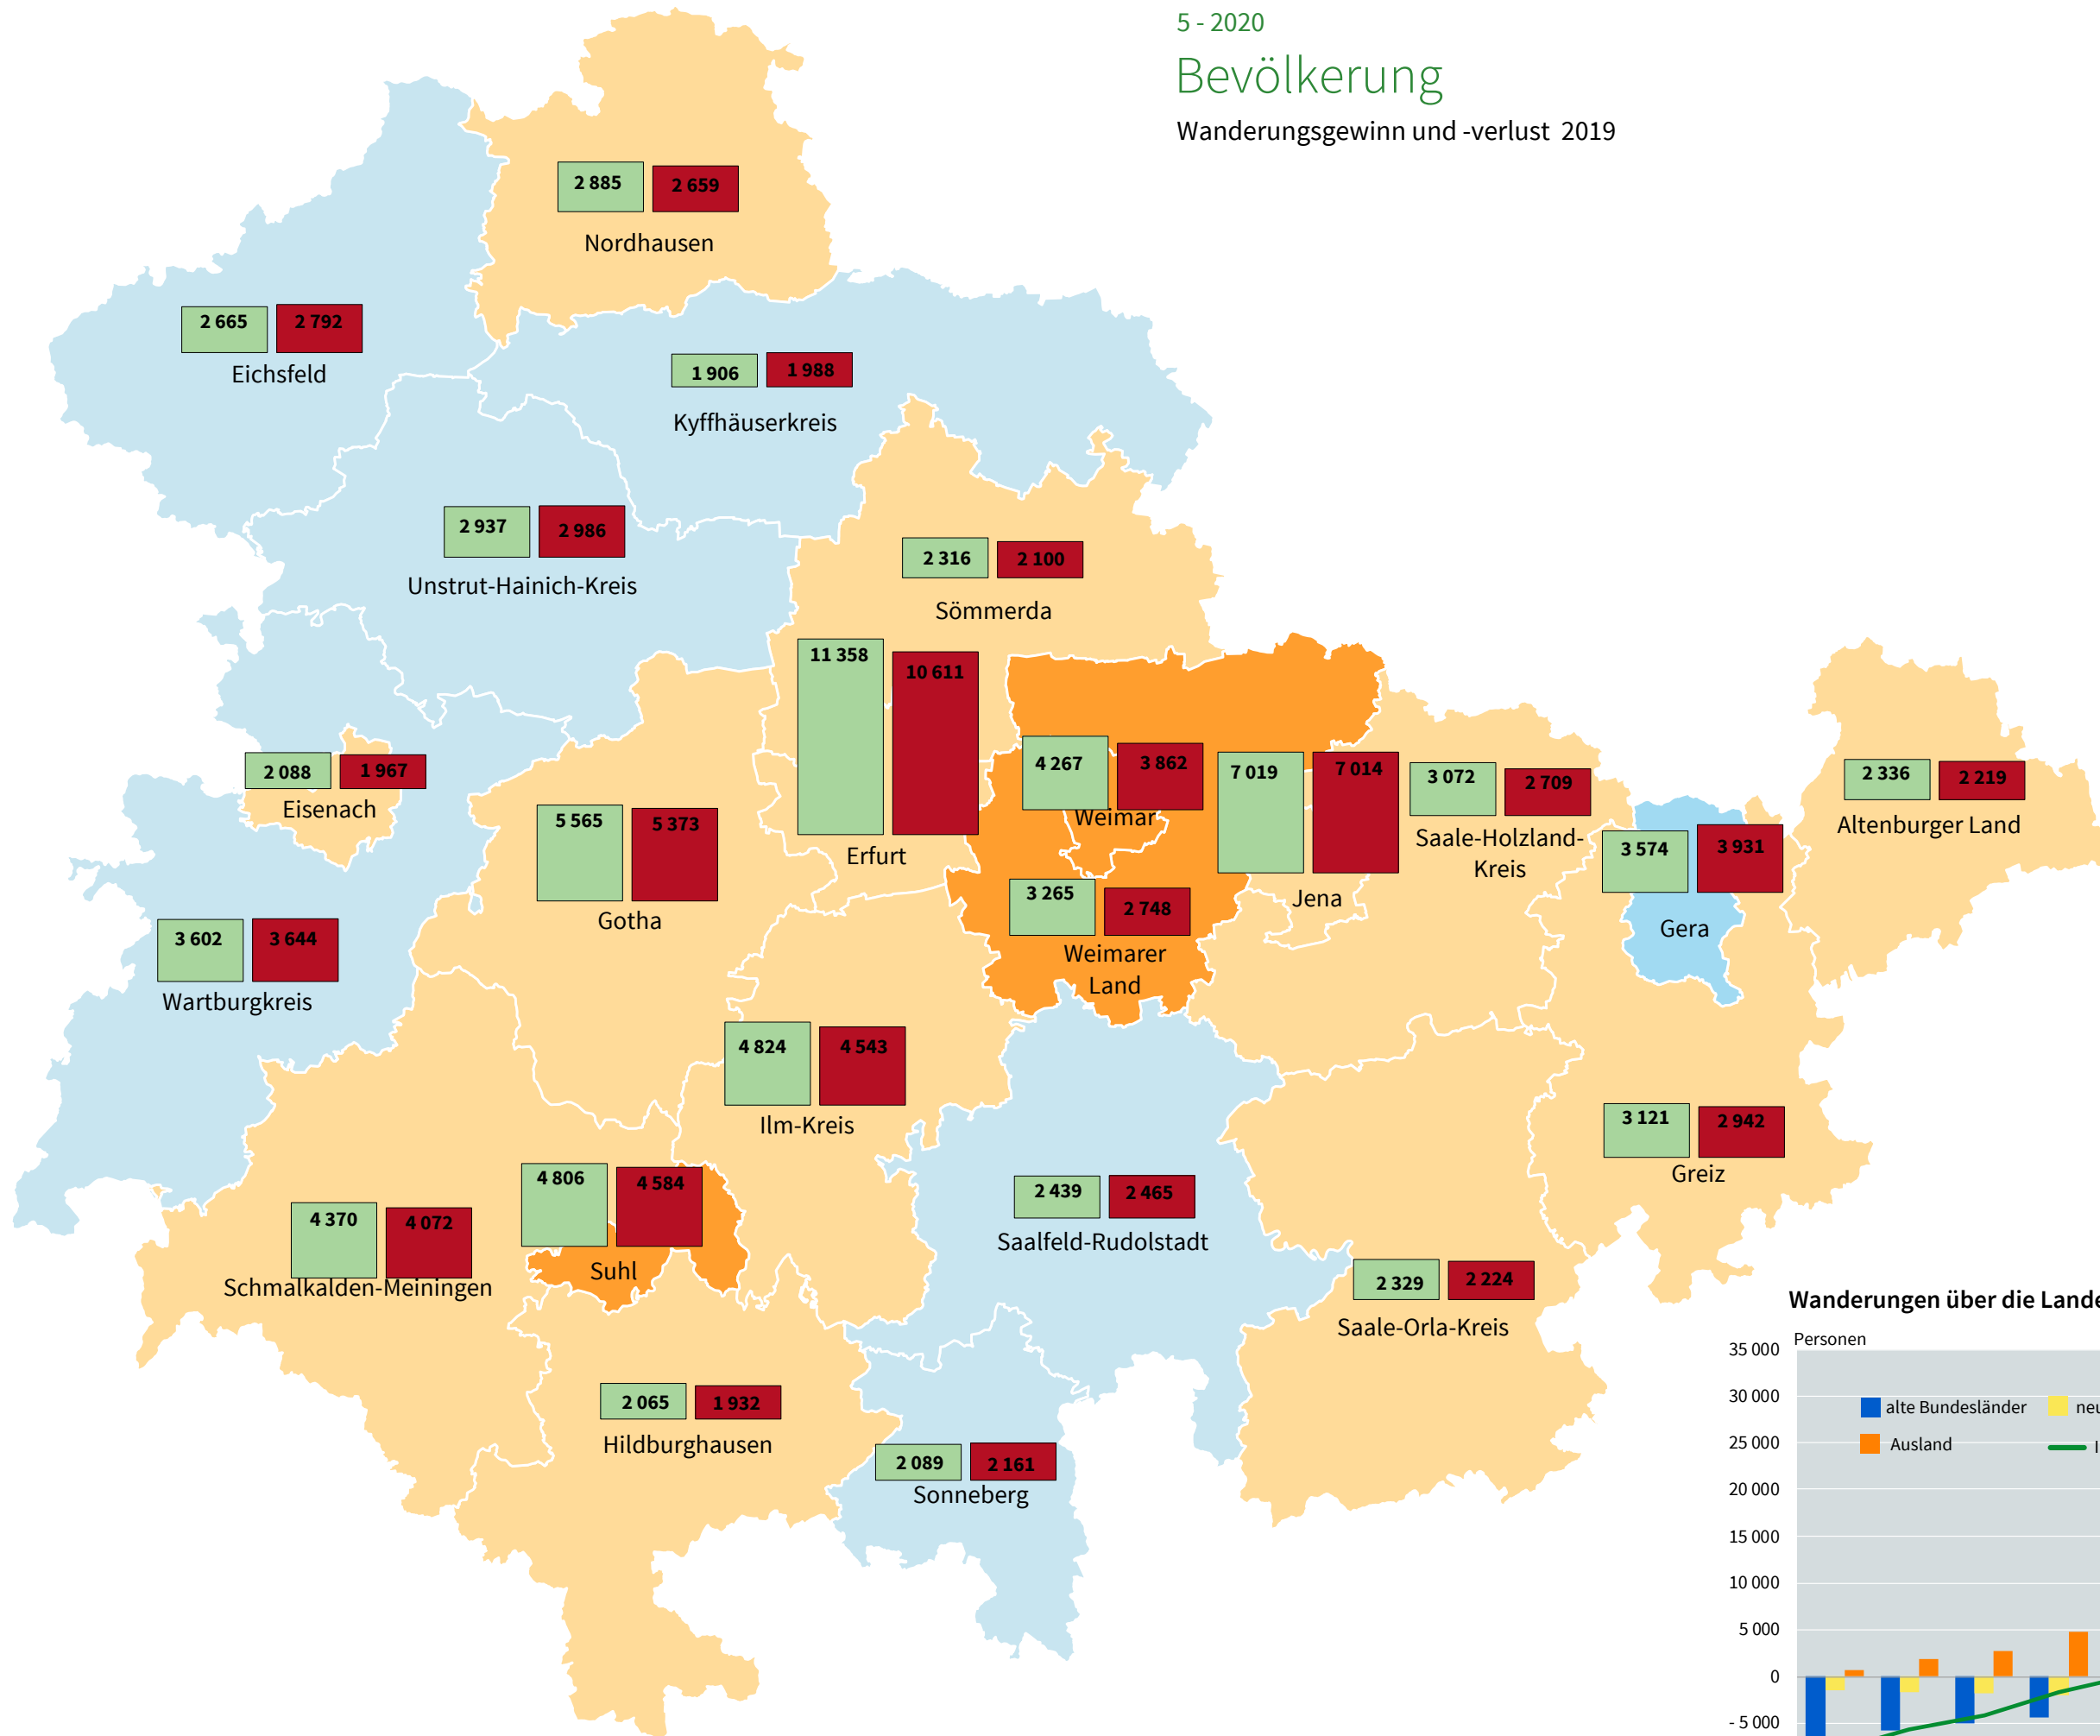 5 - 2020
Bevölkerung
Wanderungsgewinn und -verlust 2019
2 885 2 659
Nordhausen
2 665 2 792
Eichsfeld
1 906 1 988
Kyffhäuserkreis
2 937 2 986
Unstrut-Hainich-Kreis
2 316 2 100
Sömmerda
11 358 10 611
Erfurt
4 267 3 862
Weimar
7 019 7 014
Jena
3 072 2 709
Saale-Holzland-
Kreis
2 336 2 219
Altenburger Land
2 088 1 967
Eisenach
5 565 5 373
Gotha
3 574 3 931
Gera
3 265 2 748
Weimarer
Land
3 602 3 644
Wartburgkreis
4 824 4 543
Ilm-Kreis
3 121 2 942
Greiz
4 806 4 584
Suhl
4 370 4 072
Schmalkalden-Meiningen
2 439 2 465
Saalfeld-Rudolstadt
2 329 2 224
Saale-Orla-Kreis
2 065 1 932
Hildburghausen
2 089 2 161
Sonneberg
Wanderungen über die Lande
Personen
35 000
30 000
alte Bundesländer neu
25 000
Ausland I
20 000
15 000
10 000
5 000
0
- 5 000